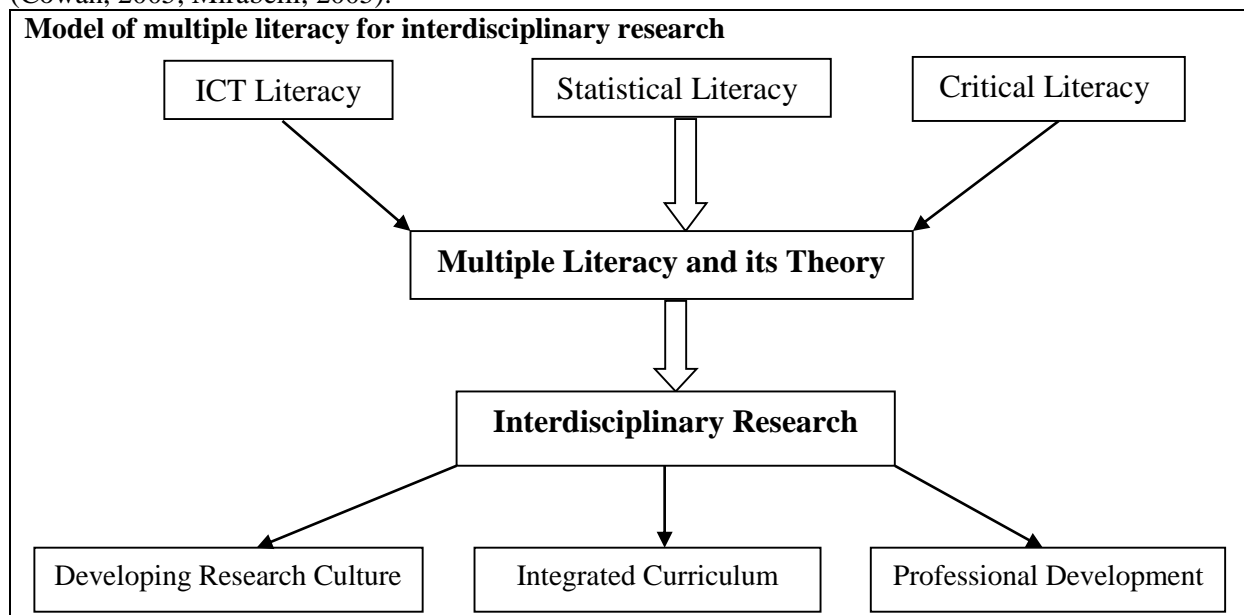 Model of multiple literacy for interdisciplinary research
ICT Literacy
Statistical Literacy
Critical Literacy
Multiple Literacy and its Theory
Interdisciplinary Research
Developing Research Culture
Integrated Curriculum
Professional Development